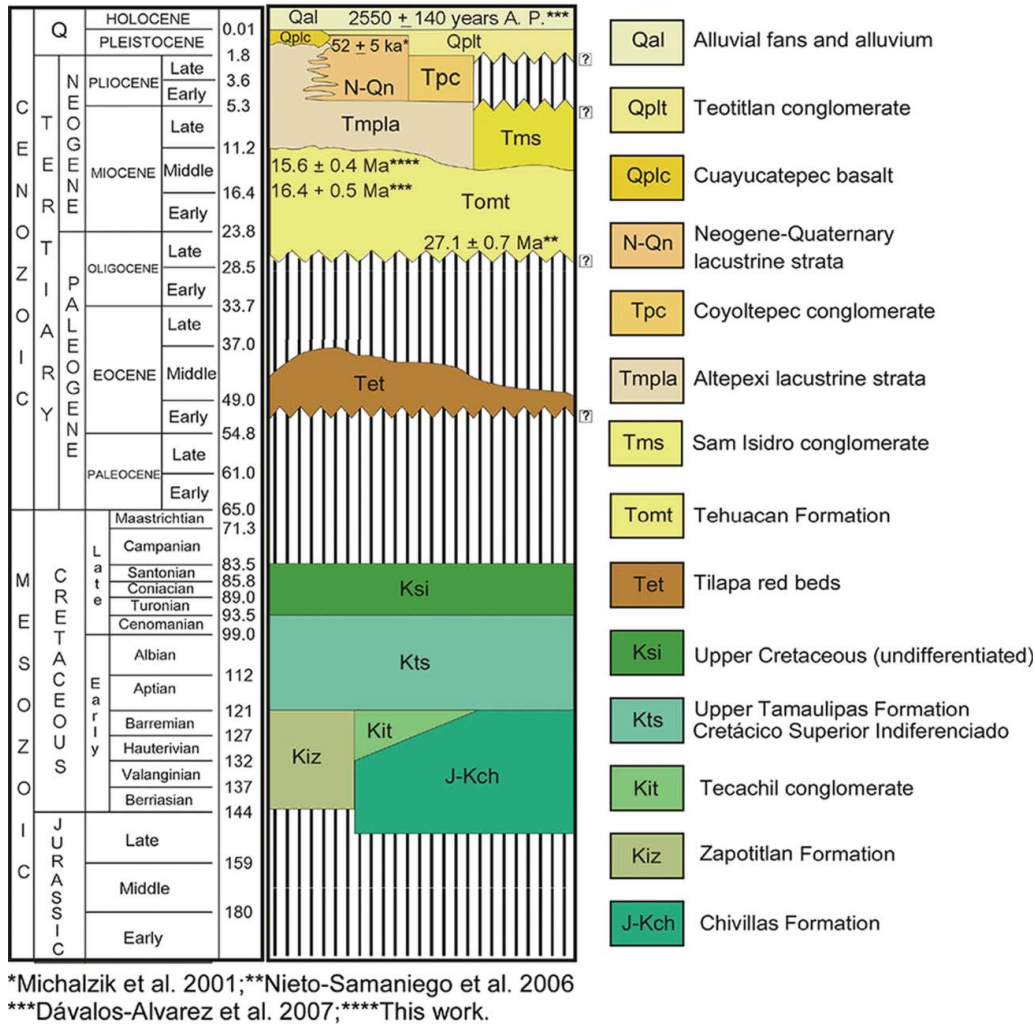 HOLOCENE
Q
0.01
PLEISTOCENE
1.8
CENOZOIC
TERTIARY
NEOGENE
PLIOCENE
Late
3.6
Early
5.3
MIOCENE
Late
11.2
Middle
16.4
Early
23.8
PALEOGENE
OLIGOCENE
Late
28.5
Early
33.7
EOCENE
Late
37.0
Middle
49.0
Early
54.8
PALEOCENE
Late
61.0
Early
65.0
MESOZOIC
CRETACEOUS
Late
Maastrichtian
71.3
Campanian
83.5
Santonian
85.8
Coniacian
89.0
Turonian
93.5
Cenomanian
99.0
Early
Albian
112
Aptian
121
Barremian
127
Hauterivian
132
Valanginian
137
Berriasian
144
JURASSIC
Late
159
Middle
180
Early
Qal 2550 ± 140 years A. P.***
Qplc
52 ± 5 ka*
Qplt
?
N-Qn
Tpc
?
Tmpla
Tms
15.6 ± 0.4 Ma****
16.4 + 0.5 Ma***
Tomt
27.1 ± 0.7 Ma**
?
Tet
?
Ksi
Kts
Kit
Kiz
J-Kch
Qal Alluvial fans and alluvium
Qplt Teotitlan conglomerate
Qplc Cuayucatepec basalt
N-Qn Neogene-Quaternary
lacustrine strata
Tpc Coyoltepec conglomerate
Tmpla Altepexi lacustrine strata
Tms Sam Isidro conglomerate
Tomt Tehuacan Formation
Tet Tilapa red beds
Ksi Upper Cretaceous (undifferentiated)
Kts Upper Tamaulipas Formation
Cretácico Superior Indiferenciado
Kit Tecachil conglomerate
Kiz Zapotitlan Formation
J-Kch Chivillas Formation
*Michalzik et al. 2001;**Nieto-Samaniego et al. 2006
***Dávalos-Alvarez et al. 2007;****This work.